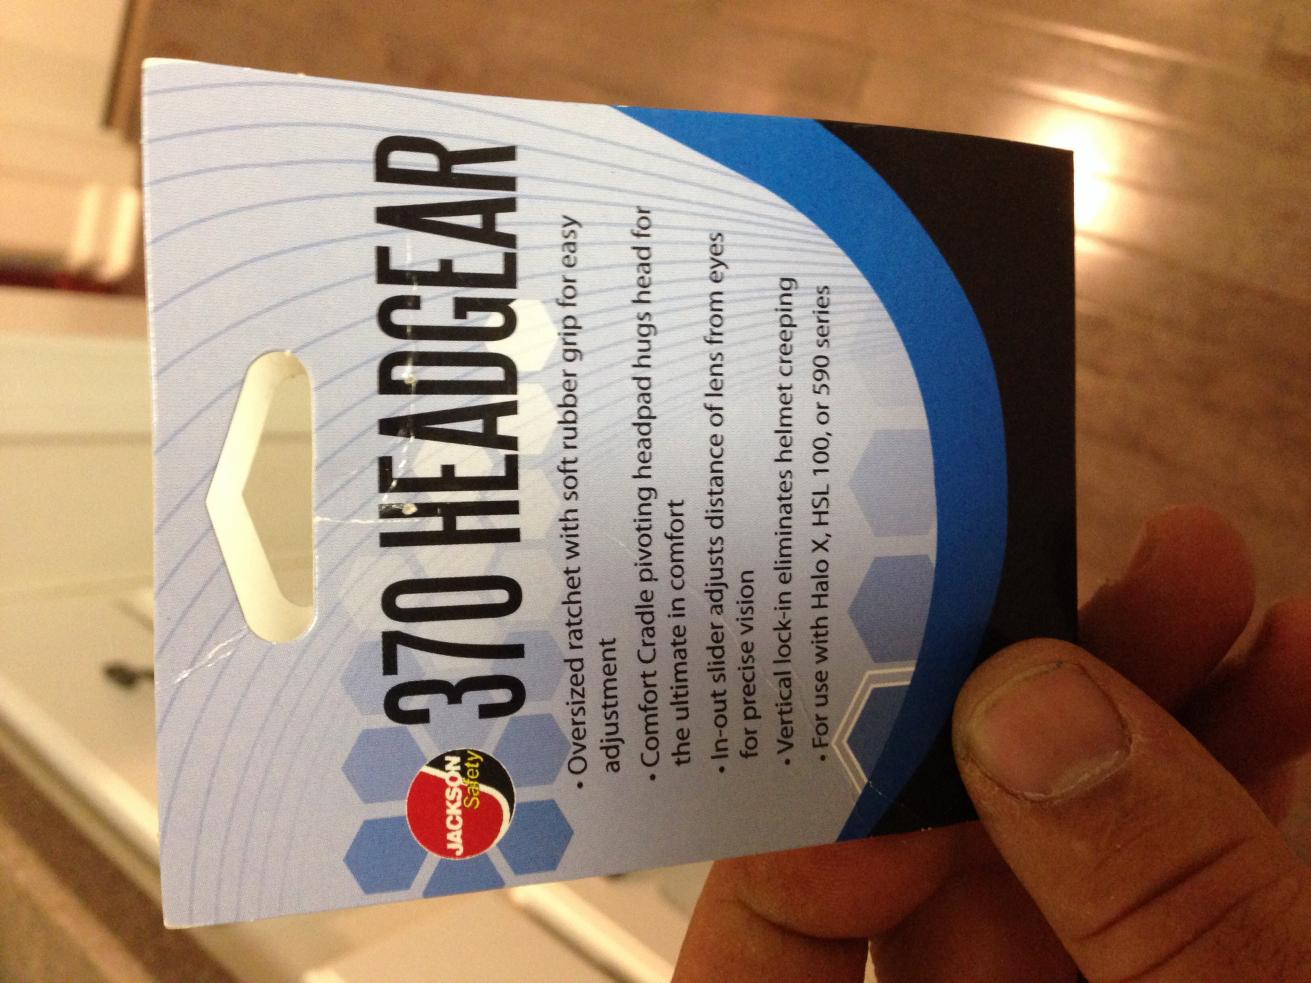 JACKSON
Safety
370 HEADGEAR
• Oversized ratchet with soft rubber grip for easy
adjustment
• Comfort Cradle pivoting headpad hugs head for
the ultimate in comfort
• In-out slider adjusts distance of lens from eyes
for precise vision
• Vertical lock-in eliminates helmet creeping
• For use with Halo X, HSL 100, or 590 series